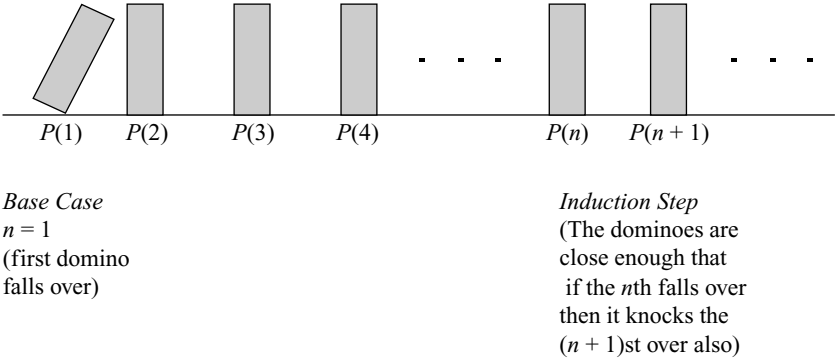 P(1) P(2) P(3) P(4) . . . P(n) P(n + 1) . . .
Base Case
n = 1
(first domino
falls over)
Induction Step
(The dominoes are
close enough that
if the nth falls over
then it knocks the
(n + 1)st over also)